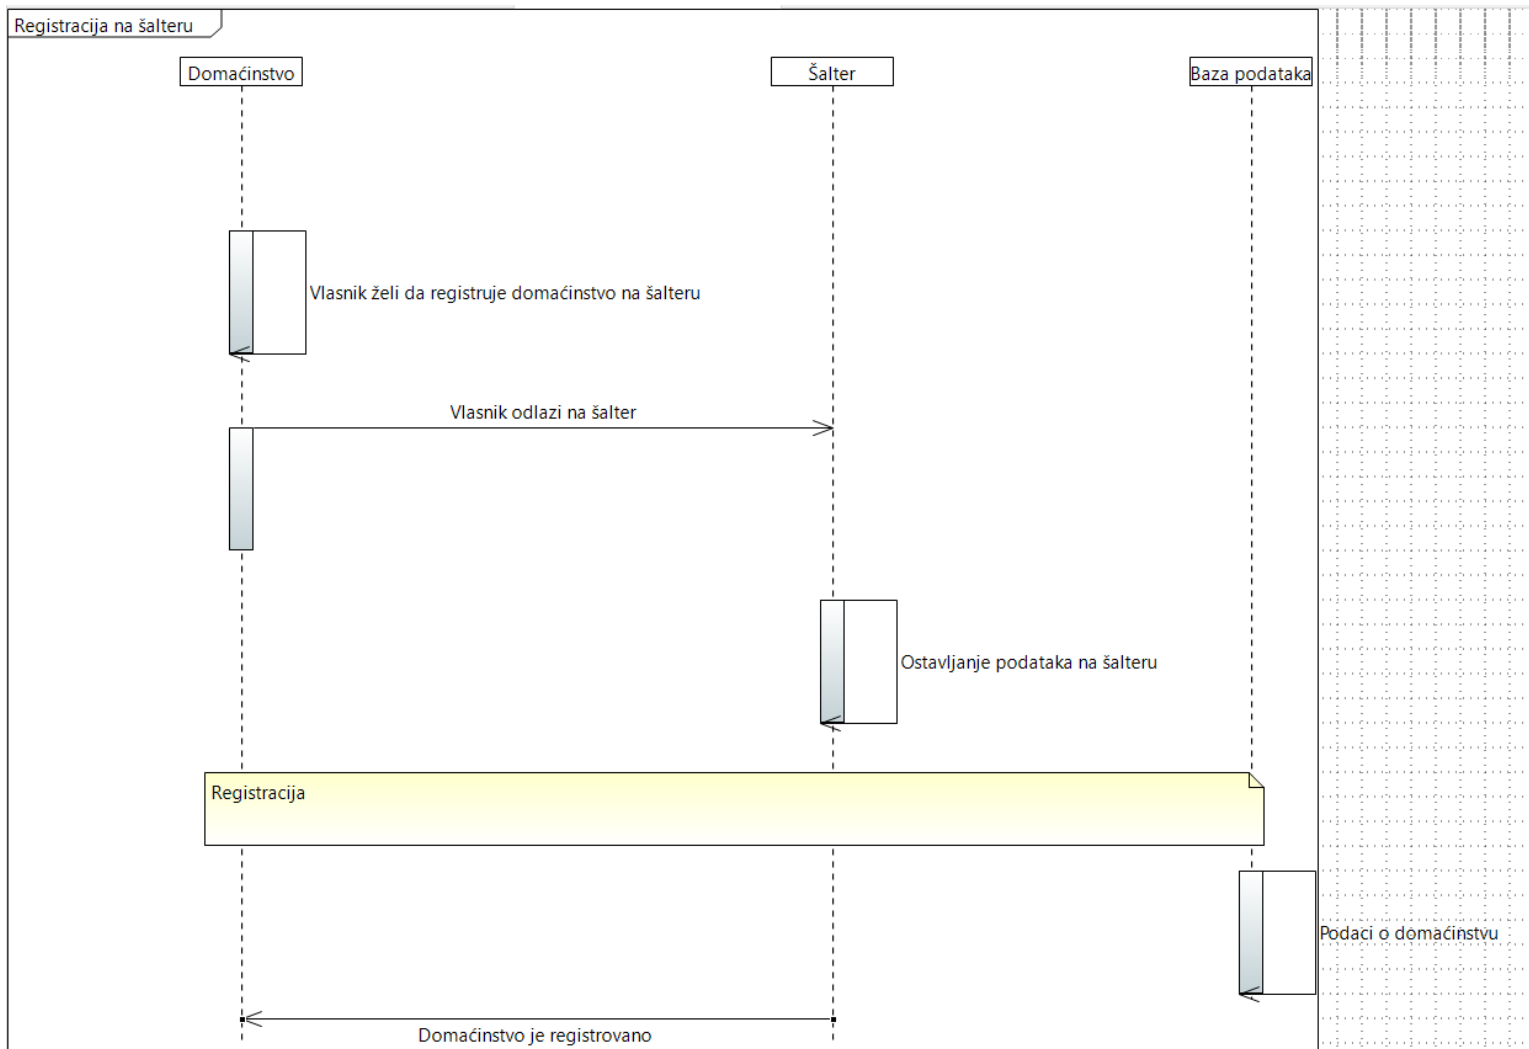 Registracija na šalteru
Domaćinstvo
Šalter
Baza podataka
Vlasnik želi da registruje domaćinstvo na šalteru
Vlasnik odlazi na šalter
Ostavljanje podataka na šalteru
Registracija
Podaci o domaćinstvu
Domaćinstvo je registrovano